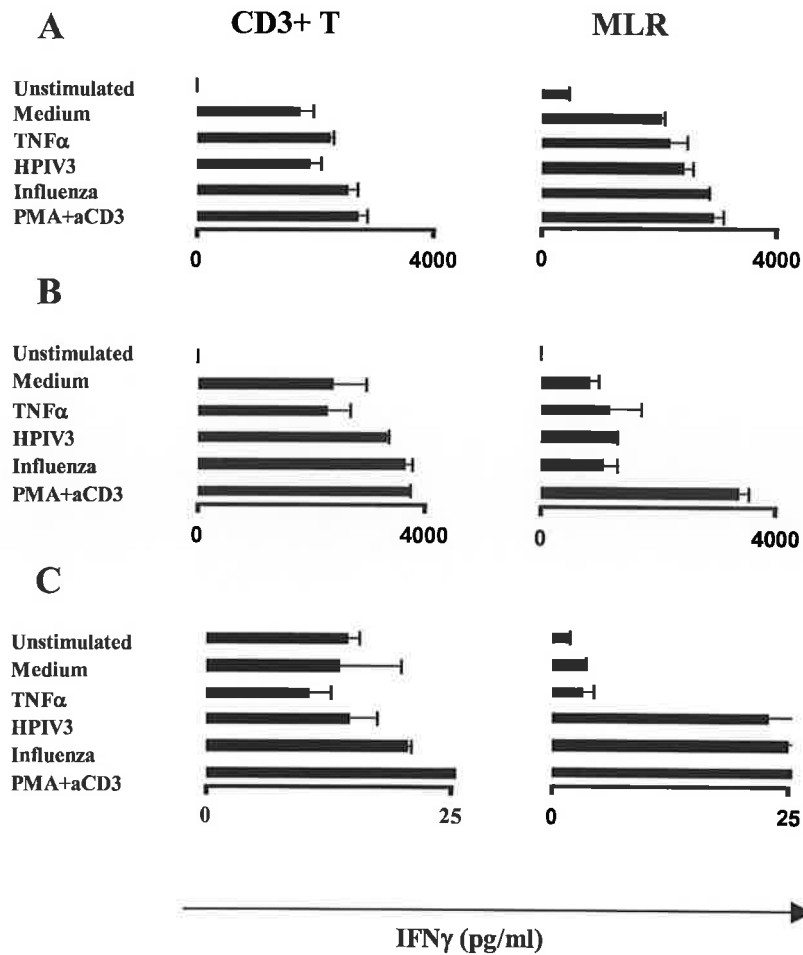 A CD3+ T MLR
Unstimulated
Medium
TNFα
HPIV3
Influenza
PMA+aCD3
0 4000 0 4000
B
Unstimulated
Medium
TNFα
HPIV3
Influenza
PMA+aCD3
0 4000 0 4000
C
Unstimulated
Medium
TNFα
HPIV3
Influenza
PMA+aCD3
0 25 0 25
IFNγ (pg/ml)